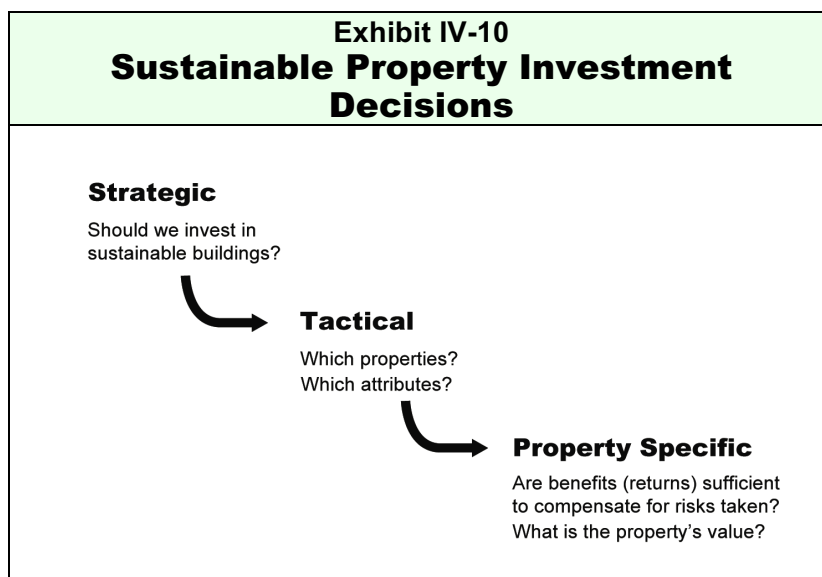 Exhibit IV-10
Sustainable Property Investment
Decisions
Strategic
Should we invest in
sustainable buildings?
Tactical
Which properties?
Which attributes?
Property Specific
Are benefits (returns) sufficient
to compensate for risks taken?
What is the property's value?